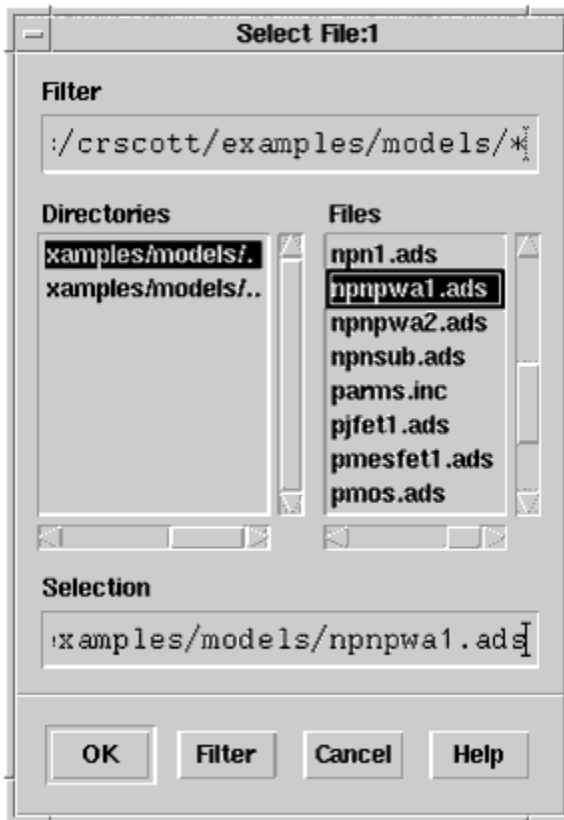 Select File:1
Filter
:/crscott/examples/models/*
Directories
xamples/models/.
xamples/models/..
Files
npn1.ads
npnpwa1.ads
npnpwa2.ads
npnsub.ads
parms.inc
pjfet1.ads
pmesfet1.ads
pmos.ads
Selection
xamples/models/npnpwa1.ads
OK
Filter
Cancel
Help